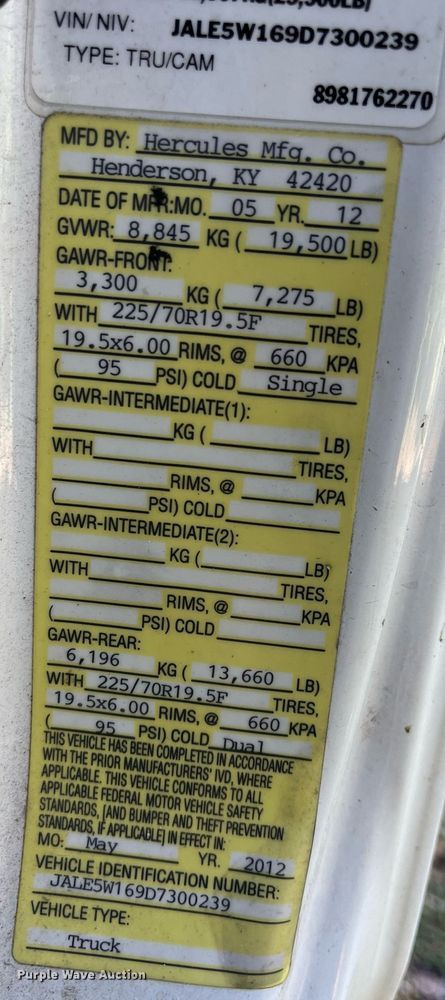 VIN/NIV: JALE5W169D7300239
TYPE: TRU/CAM
8981762270
MFD BY: Hercules Mfg. Co.
Henderson, KY 42420
DATE OF MFR:MO. 05 YR. 12
GVWR: 8,845 KG ( 19,500 LB)
GAWR-FRONT:
3,300 KG ( 7,275 LB)
WITH 225/70R19.5F TIRES,
19.5x6.00 RIMS, @ 660 KPA
( 95 PSI) COLD Single
GAWR-INTERMEDIATE(1):
KG ( LB)
WITH TIRES,
RIMS, @ KPA
( PSI) COLD
GAWR-INTERMEDIATE(2):
KG ( LB)
WITH TIRES,
RIMS, @ KPA
( PSI) COLD
GAWR-REAR:
6,196 KG ( 13,660 LB)
WITH 225/70R19.5F TIRES,
19.5x6.00 RIMS, @ 660 KPA
( 95 PSI) COLD Dual
THIS VEHICLE HAS BEEN COMPLETED IN ACCORDANCE
WITH THE PRIOR MANUFACTURERS' IVD, WHERE
APPLICABLE. THIS VEHICLE CONFORMS TO ALL
APPLICABLE FEDERAL MOTOR VEHICLE SAFETY
STANDARDS, [AND BUMPER AND THEFT PREVENTION
STANDARDS, IF APPLICABLE] IN EFFECT IN:
MO: May YR. 2012
VEHICLE IDENTIFICATION NUMBER:
JALE5W169D7300239
VEHICLE TYPE:
Truck
Purple Wave Auction